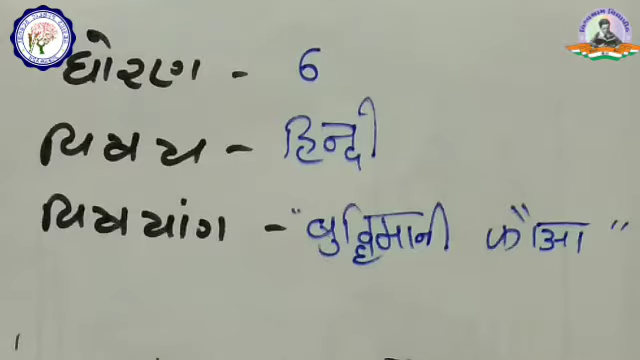 ધોરણ - 6
વિષય - हिन्दी
વિષયાંગ - "बुद्धिमानी कौआ"